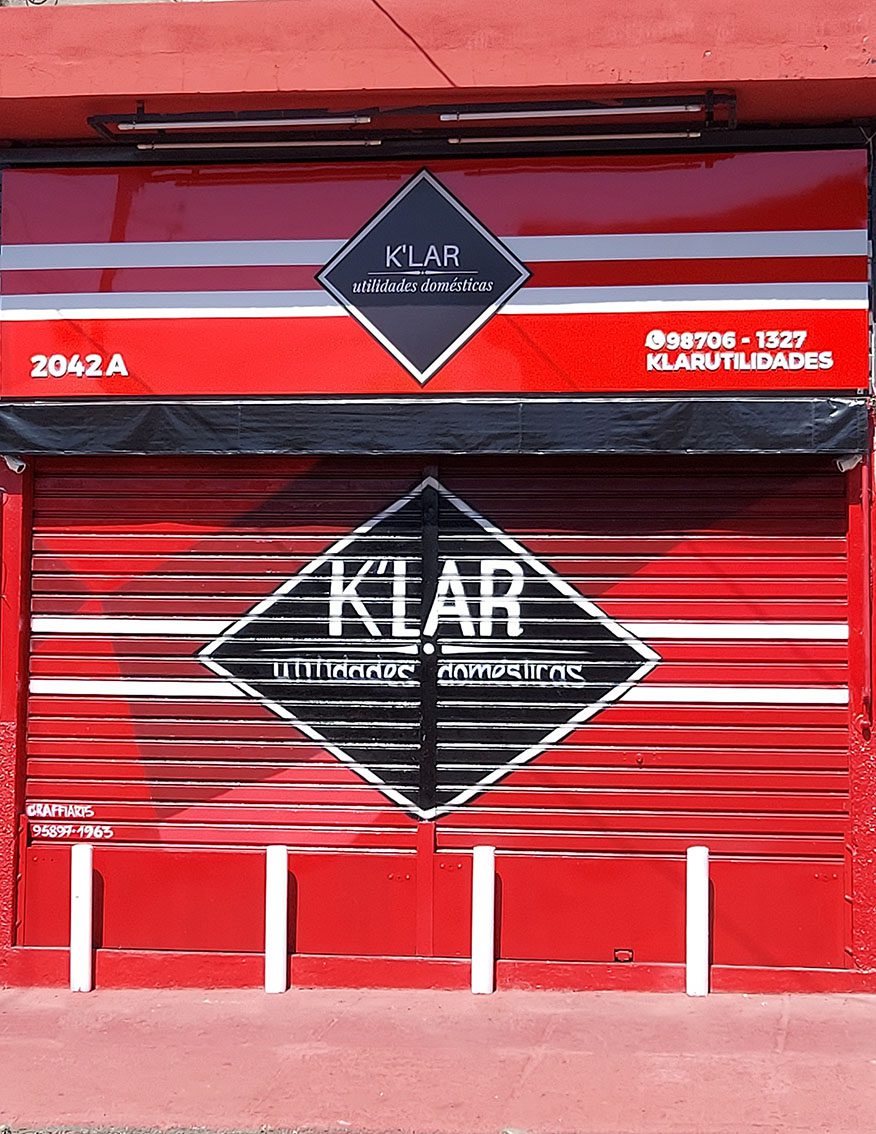 K'LAR
utilidades domésticas
2042 A
98706 - 1327
KLARUTILIDADES
K'LAR
utilidades domésticas
GRAFFIARTS
95897-1963